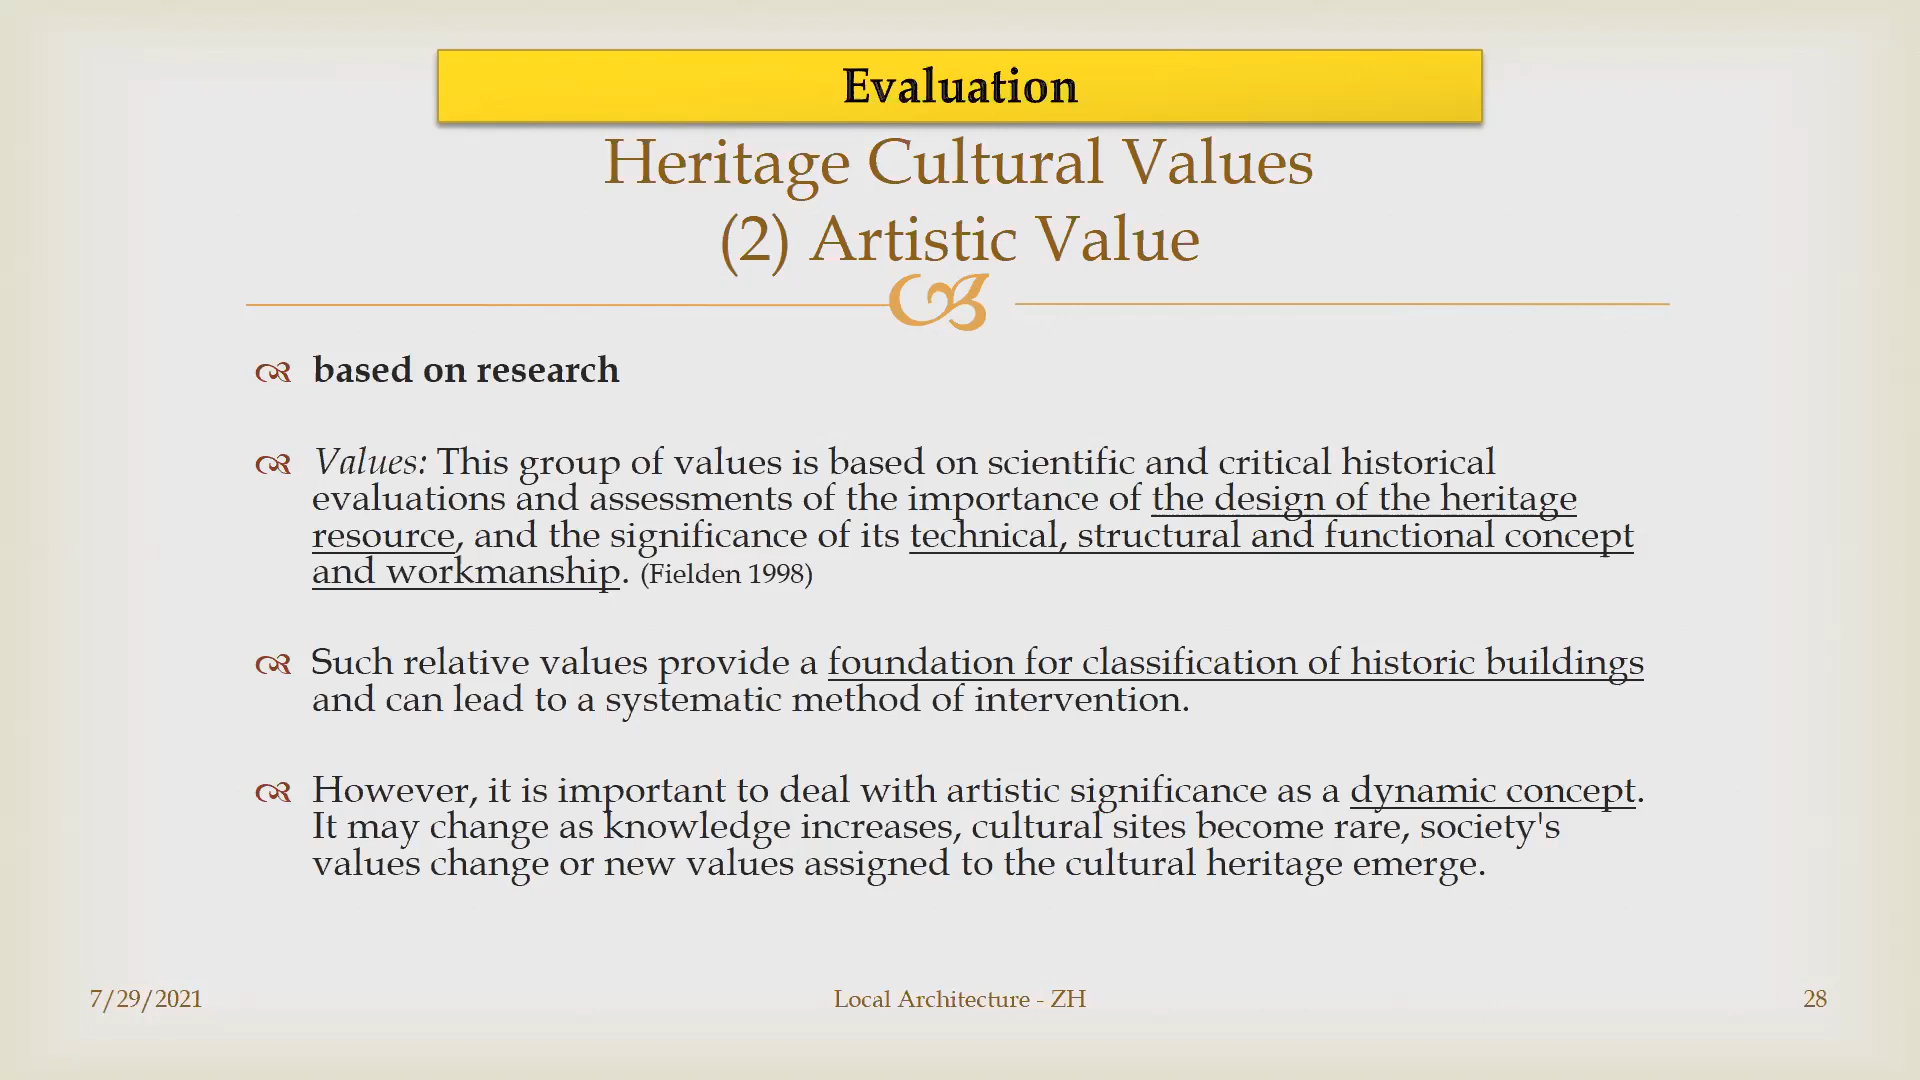 Evaluation
Heritage Cultural Values
(2) Artistic Value
based on research
Values: This group of values is based on scientific and critical historical
evaluations and assessments of the importance of the design of the heritage
resource, and the significance of its technical, structural and functional concept
and workmanship. (Fielden 1998)
Such relative values provide a foundation for classification of historic buildings
and can lead to a systematic method of intervention.
However, it is important to deal with artistic significance as a dynamic concept.
It may change as knowledge increases, cultural sites become rare, society's
values change or new values assigned to the cultural heritage emerge.
7/29/2021
Local Architecture - ZH
28